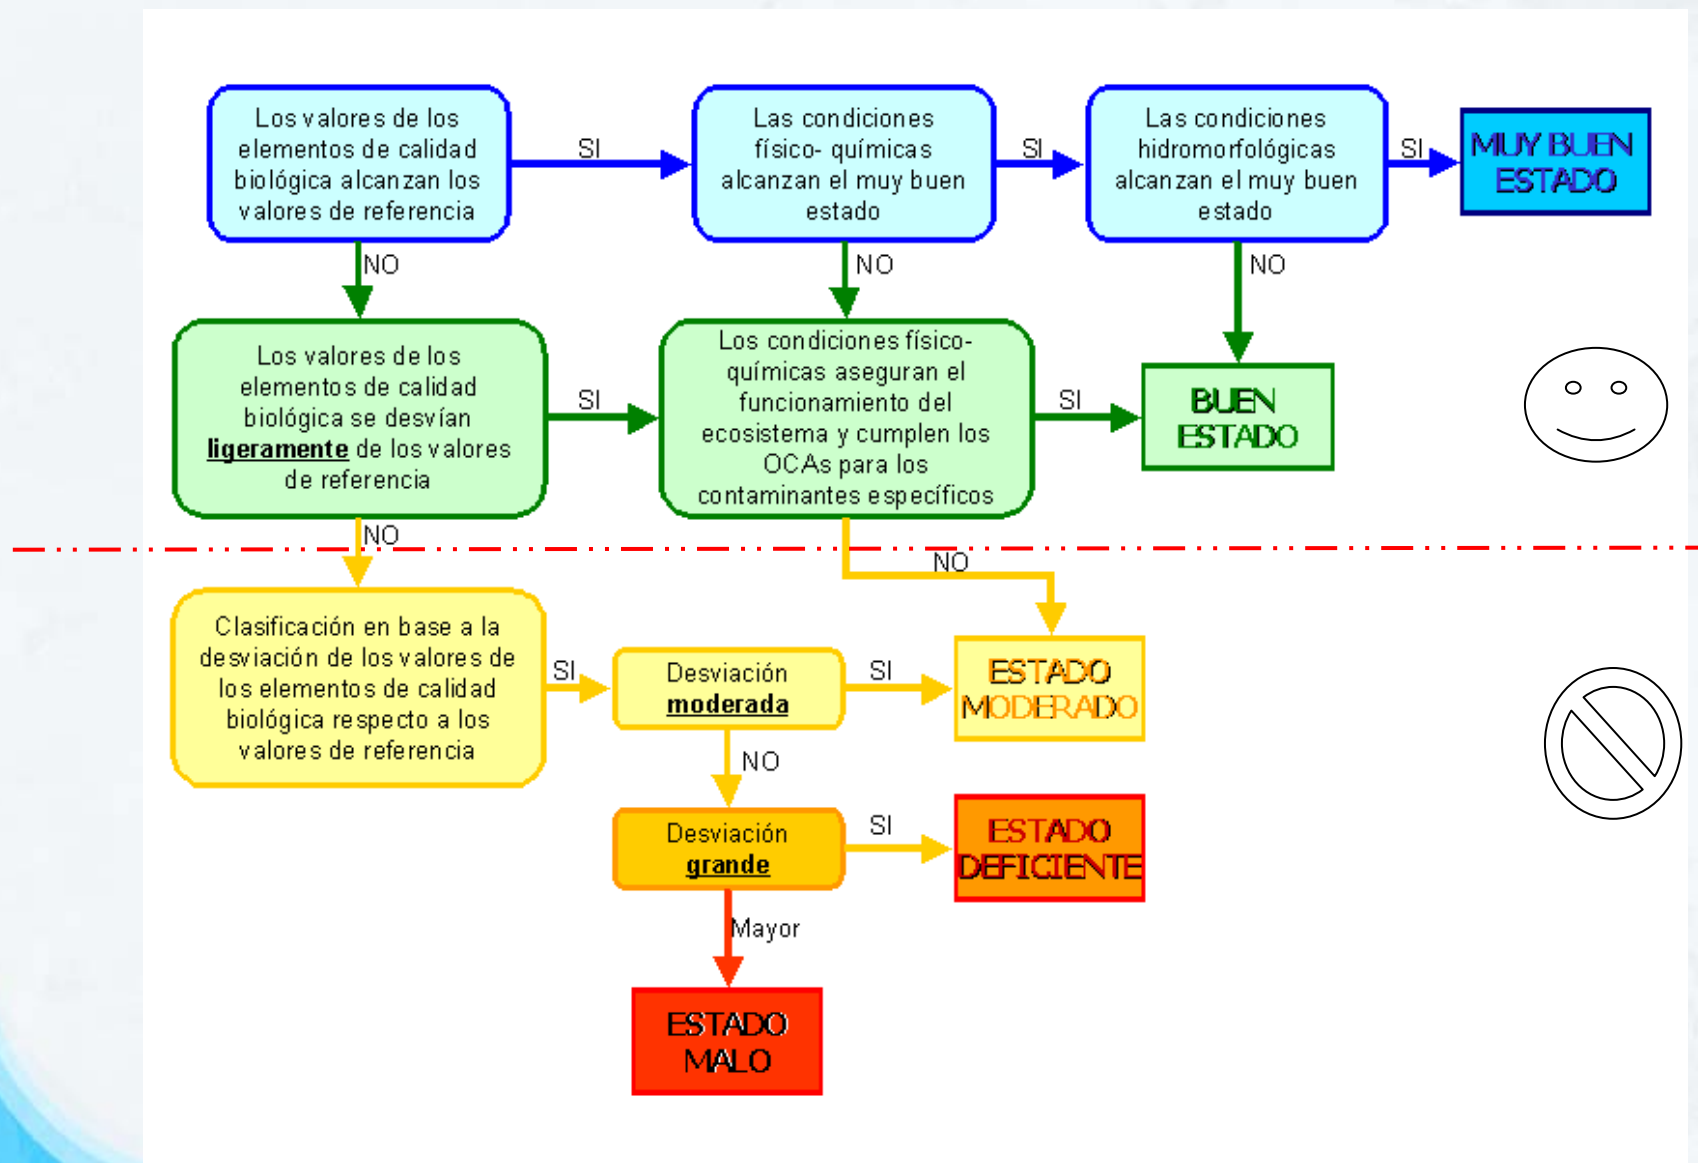 Los valores de los
elementos de calidad
biológica alcanzan los
valores de referencia
SI
Las condiciones
físico- químicas
alcanzan el muy buen
estado
SI
Las condiciones
hidromorfológicas
alcanzan el muy buen
estado
SI
MUY BUEN
ESTADO
NO
NO
NO
Los valores de los
elementos de calidad
biológica se desvían
ligeramente de los valores
de referencia
SI
Los condiciones físico-
químicas aseguran el
funcionamiento del
ecosistema y cumplen los
OCAs para los
contaminantes específicos
SI
BUEN
ESTADO
NO
NO
Clasificación en base a la
desviación de los valores de
los elementos de calidad
biológica respecto a los
valores de referencia
SI
Desviación
moderada
SI
ESTADO
MODERADO
NO
Desviación
grande
SI
ESTADO
DEFICIENTE
Mayor
ESTADO
MALO